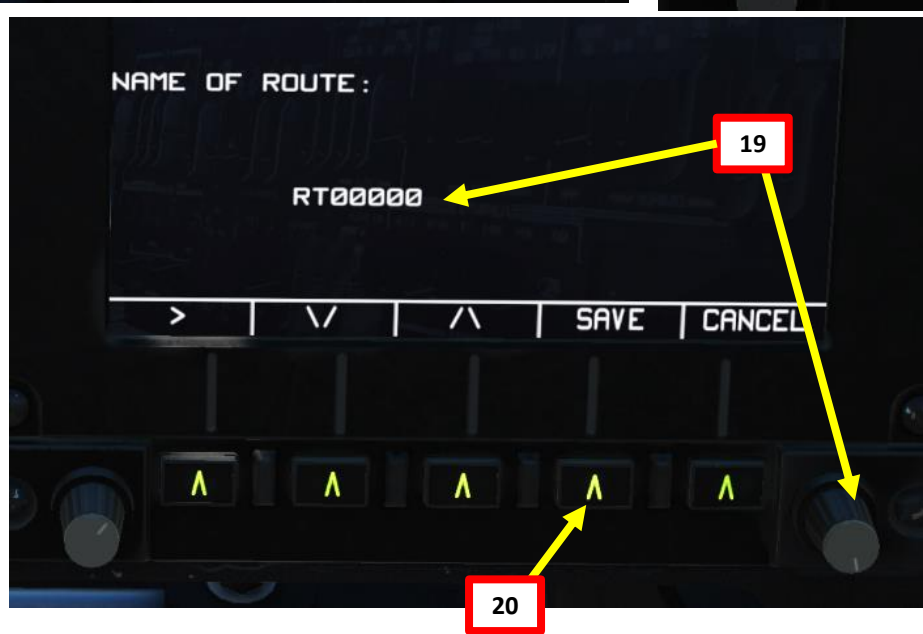 NAME OF ROUTE:
19
RT00000
> \/ /\ SAVE CANCEL
Λ Λ Λ Λ Λ
20